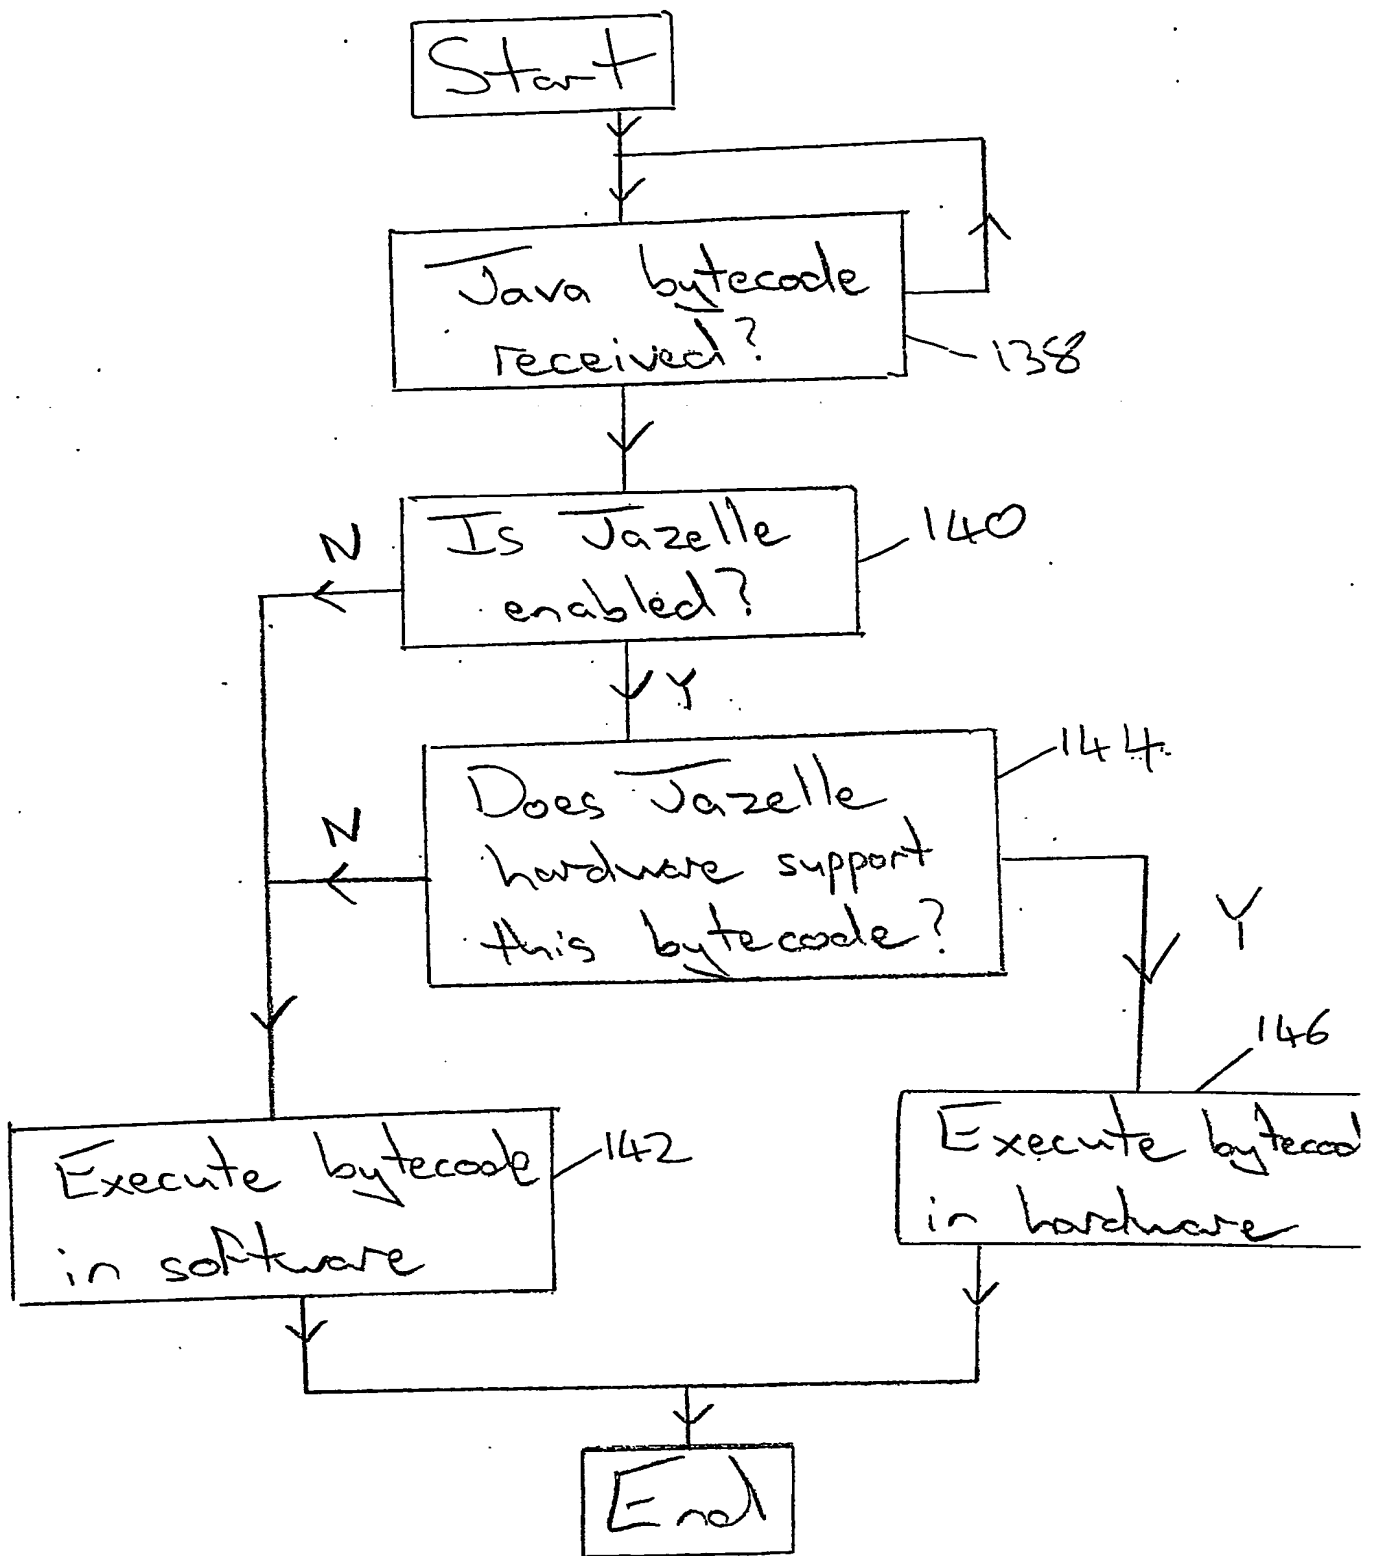 Start
Java bytecode
received?
138
Is Jazelle
enabled?
140
N
Y
Does Jazelle
hardware support
this bytecode?
144
N
Y
146
Execute bytecode
in software
142
Execute bytecod
in hardware
End